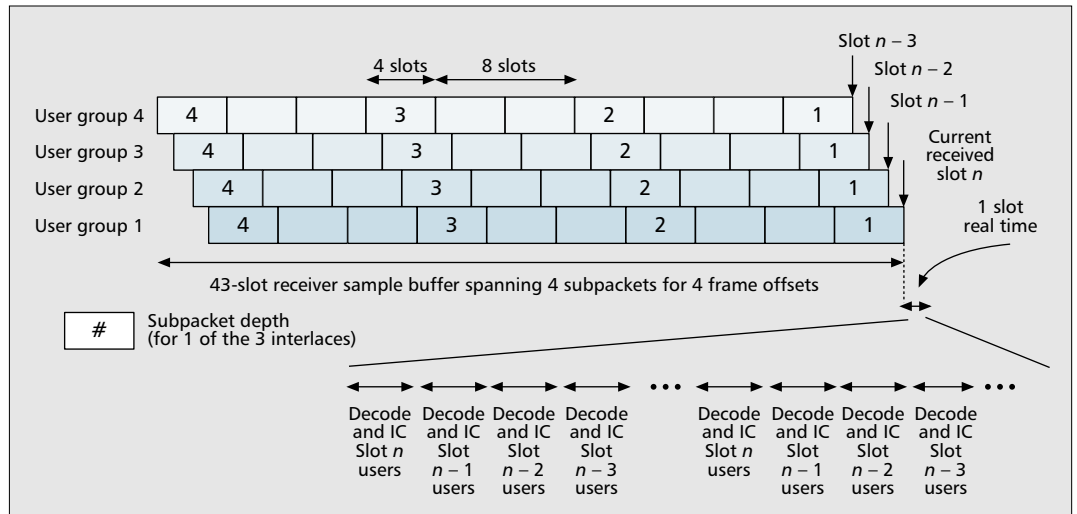 Slot n – 3
4 slots
8 slots
Slot n – 2
Slot n – 1
User group 4
4
3
2
1
User group 3
4
3
2
1
Current
received
slot n
User group 2
4
3
2
1
User group 1
4
3
2
1
1 slot
real time
43-slot receiver sample buffer spanning 4 subpackets for 4 frame offsets
#
Subpacket depth
(for 1 of the 3 interlaces)
•••
•••
Decode
and IC
Slot n
users
Decode
and IC
Slot
n – 1
users
Decode
and IC
Slot
n – 2
users
Decode
and IC
Slot
n – 3
users
Decode
and IC
Slot n
users
Decode
and IC
Slot
n – 1
users
Decode
and IC
Slot
n – 2
users
Decode
and IC
Slot
n – 3
users